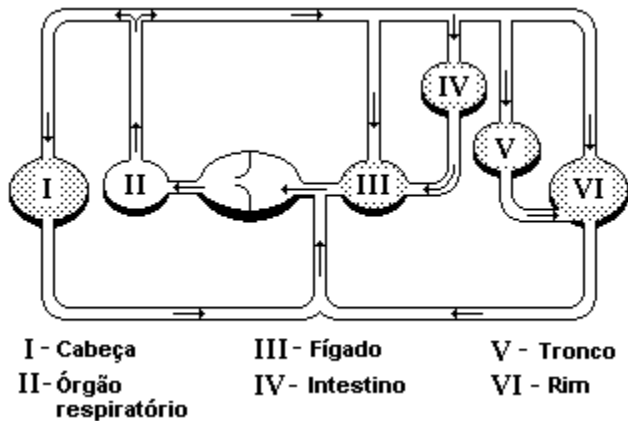 IV
V
I
II
III
VI
I - Cabeça
III - Fígado
V - Tronco
II - Órgão
respiratório
IV - Intestino
VI - Rim